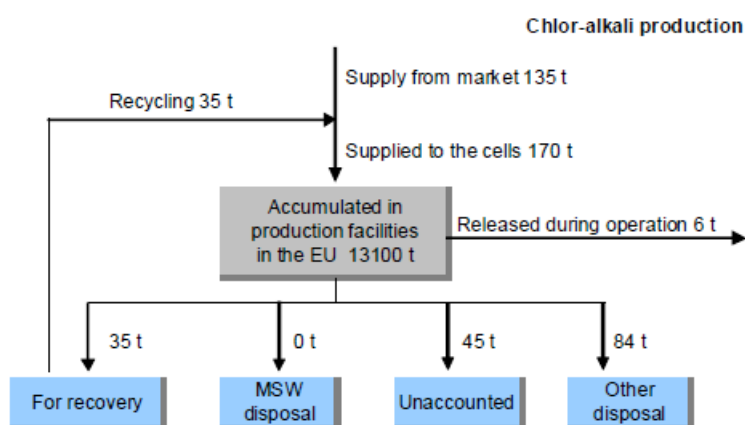 Chlor-alkali production
Supply from market 135 t
Recycling 35 t
Supplied to the cells 170 t
Accumulated in
production facilities
in the EU 13100 t
Released during operation 6 t
35 t
0 t
45 t
84 t
For recovery
MSW
disposal
Unaccounted
Other
disposal